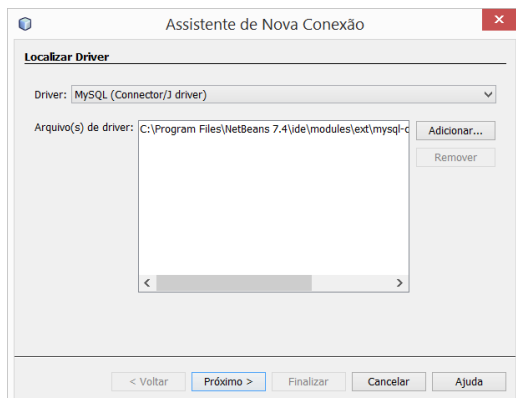 Assistente de Nova Conexão
Localizar Driver
Driver: MySQL (Connector/J driver)
Arquivo(s) de driver: C:\Program Files\NetBeans 7.4\ide\modules\ext\mysql-c
Adicionar...
Remover
< Voltar Próximo > Finalizar Cancelar Ajuda